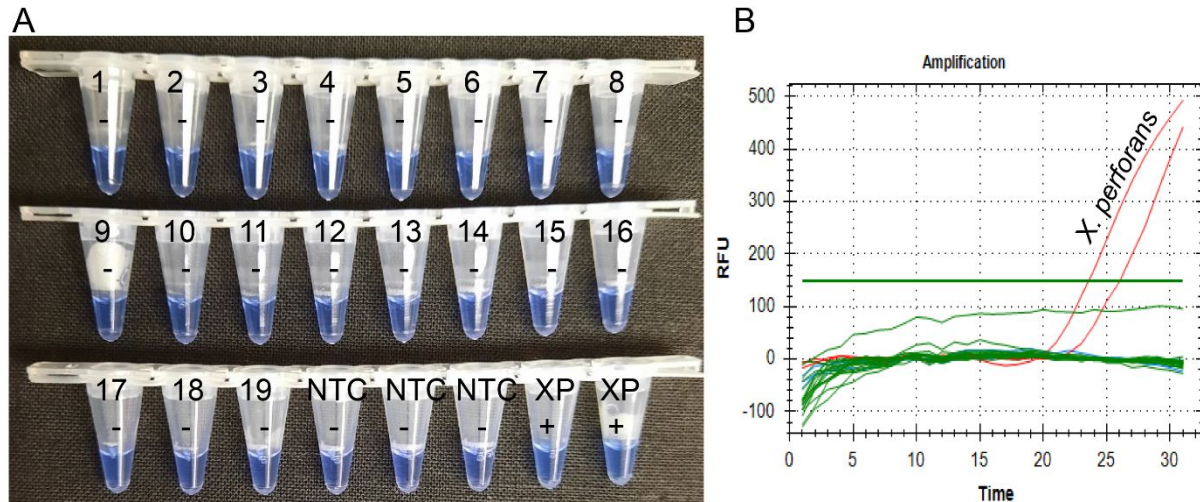 A
1 2 3 4 5 6 7 8
- - - - - - - -
9 10 11 12 13 14 15 16
- - - - - - - -
17 18 19 NTC NTC NTC XP XP
- - - - - - + +
B
Amplification
500
400
300
200
100
0
-100
RFU
X. perforans
0 5 10 15 20 25 30
Time